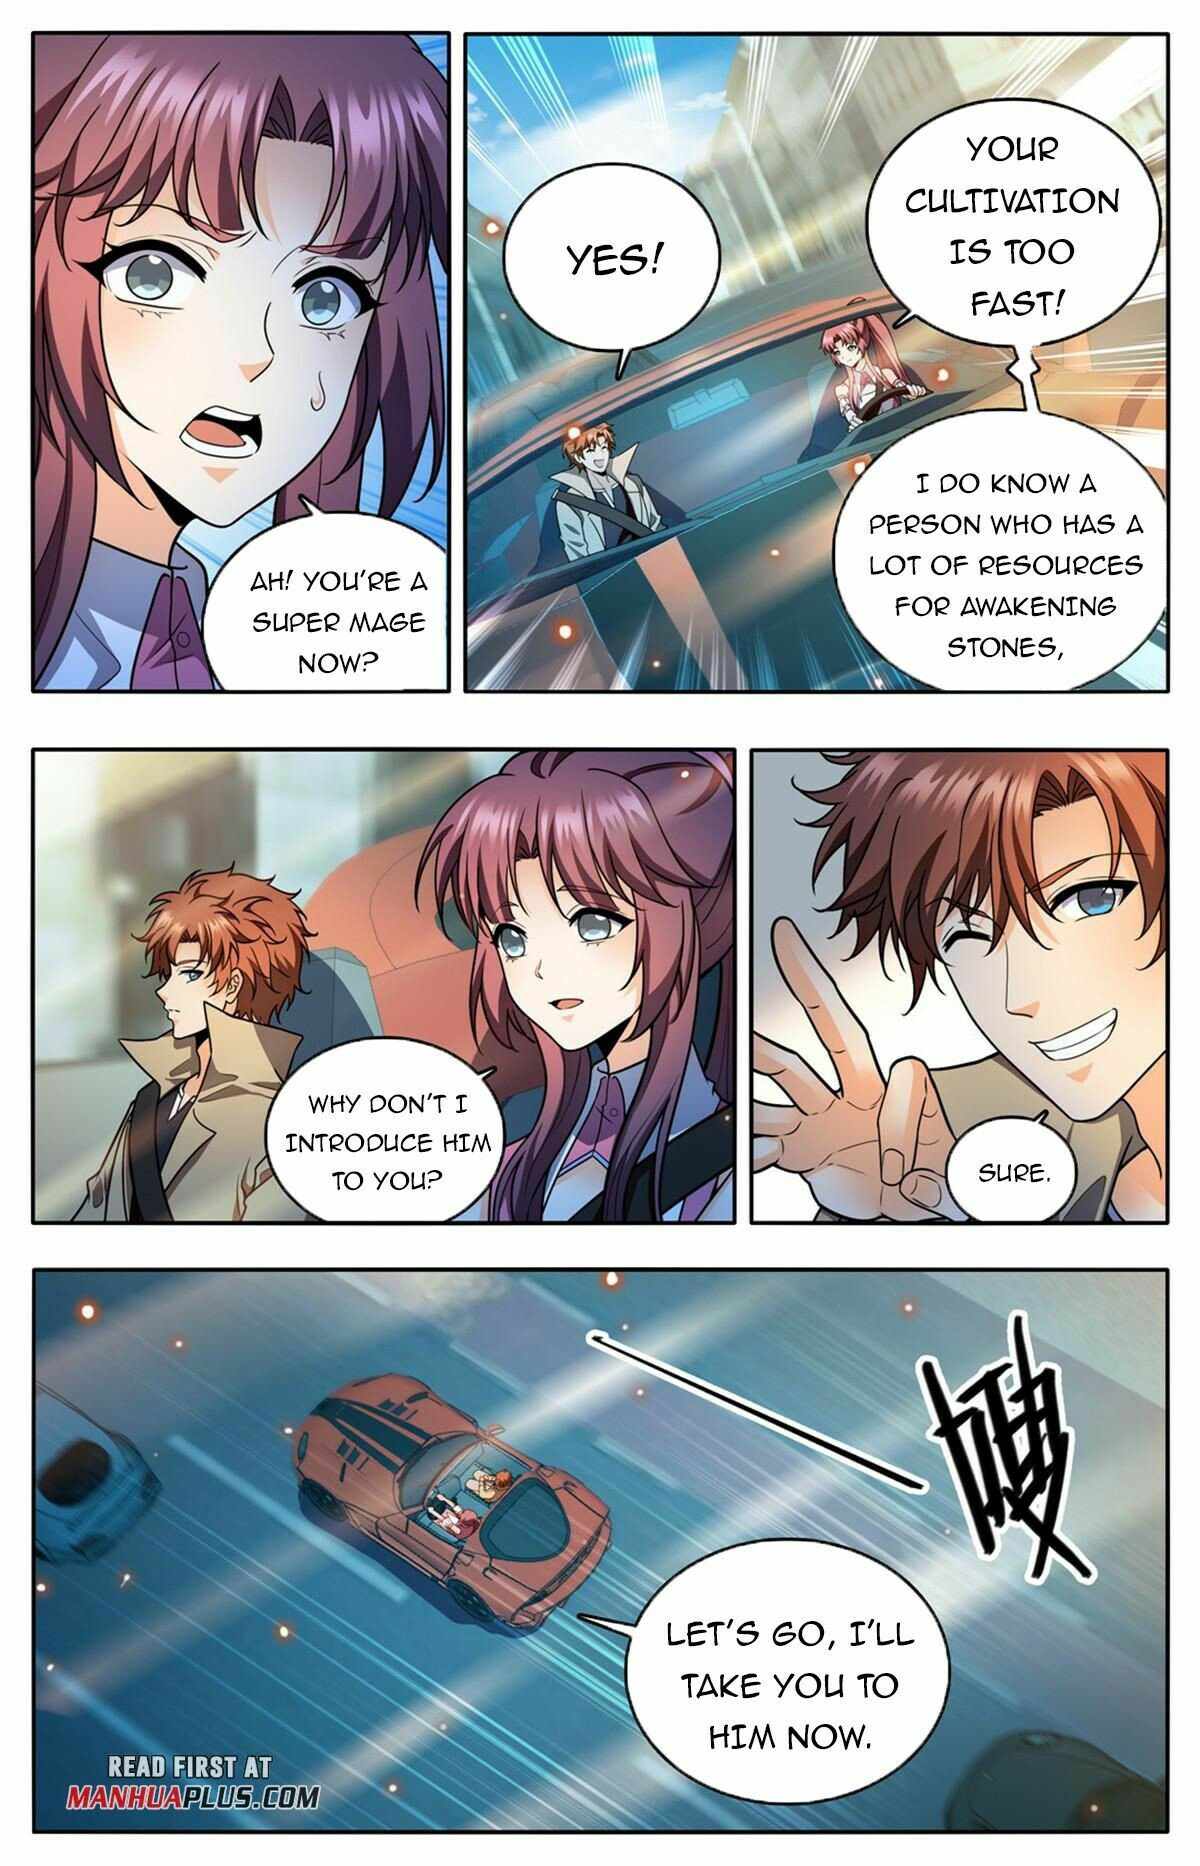 AH! YOU'RE A
SUPER MAGE
NOW?
YES!
YOUR
CULTIVATION
IS TOO
FAST!
I DO KNOW A
PERSON WHO HAS A
LOT OF RESOURCES
FOR AWAKENING
STONES,
WHY DON'T I
INTRODUCE HIM
TO YOU?
SURE.
LET'S GO, I'LL
TAKE YOU TO
HIM NOW.
READ FIRST AT
MANHUAPLUS.COM